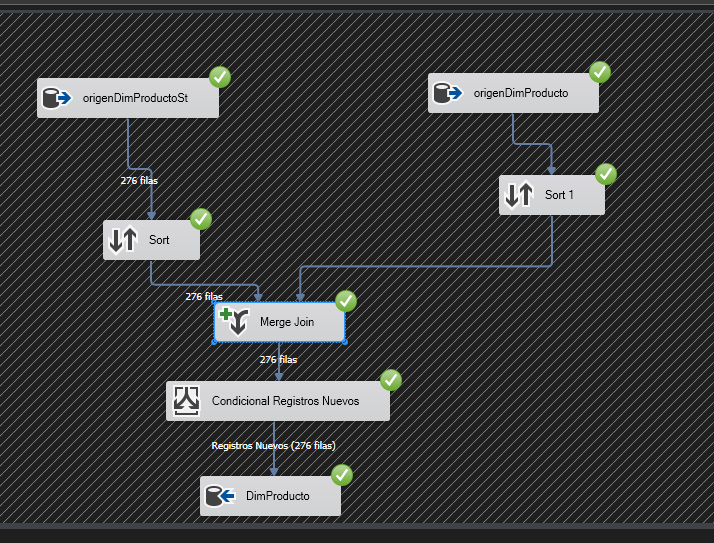 origenDimProductoSt
origenDimProducto
276 filas
Sort 1
Sort
276 filas
Merge Join
276 filas
Condicional Registros Nuevos
Registros Nuevos (276 filas)
DimProducto